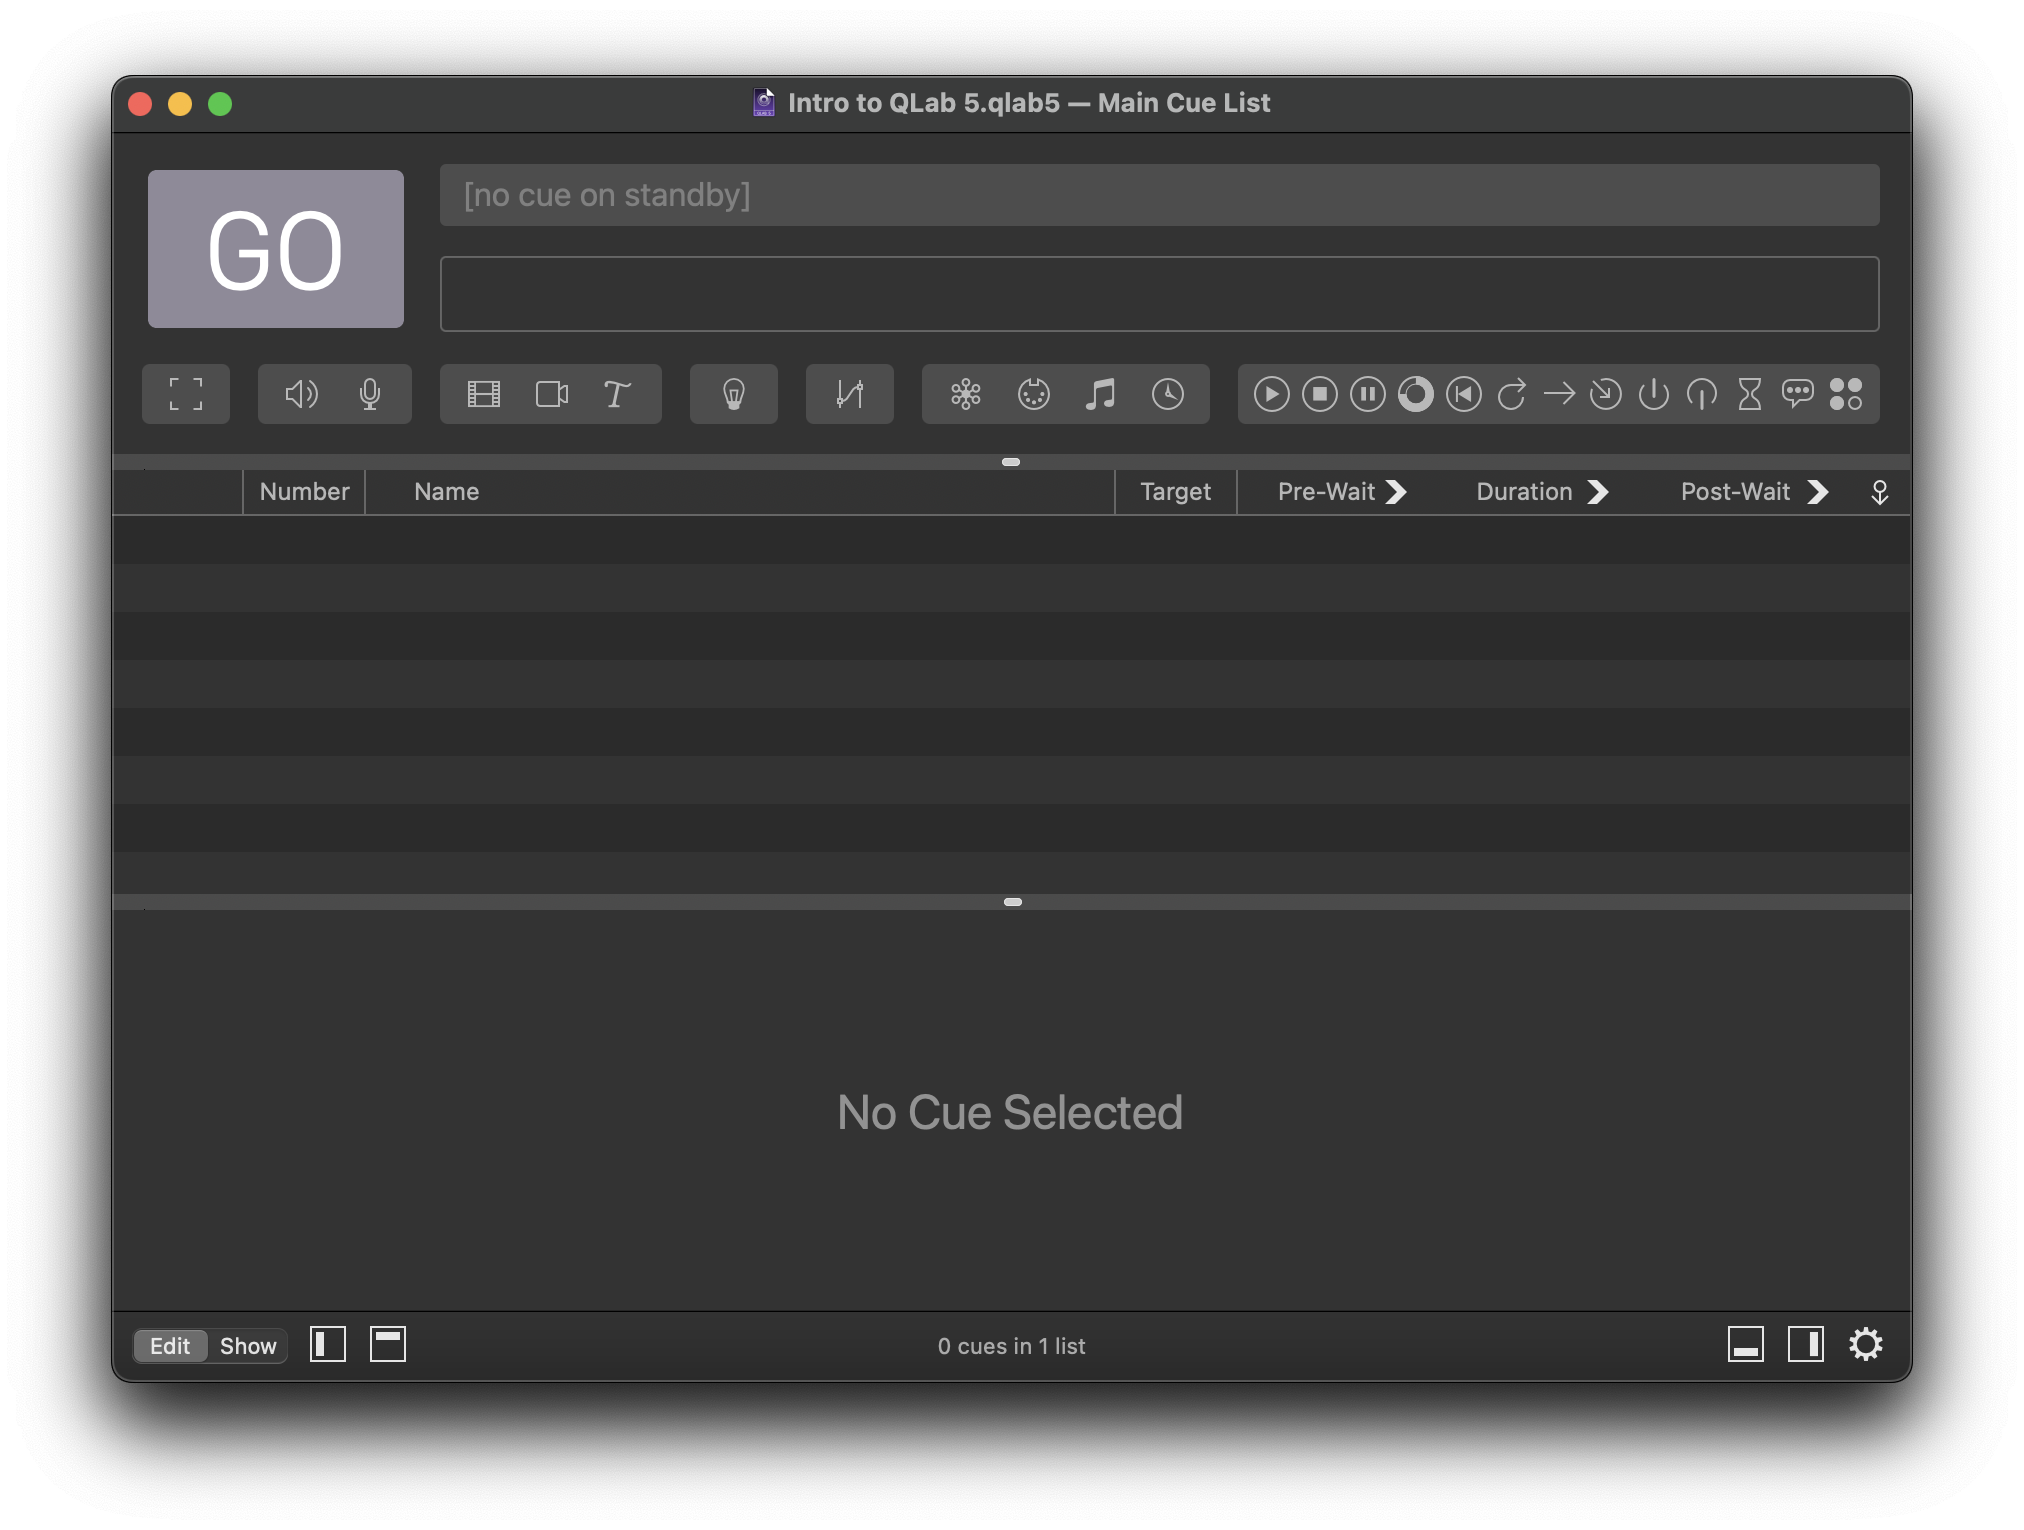 Intro to QLab 5.qlab5 — Main Cue List
GO
[no cue on standby]
Number Name Target Pre-Wait Duration Post-Wait
No Cue Selected
Edit Show 0 cues in 1 list